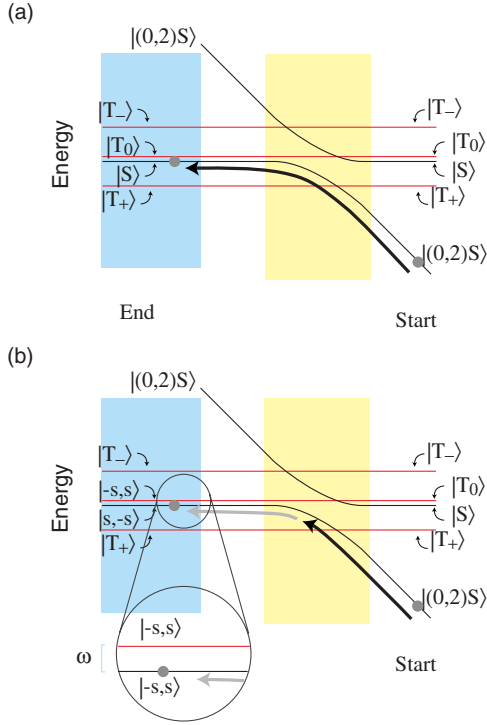 (a)
|(0,2)S⟩
|T₋⟩
|T₋⟩
|T₀⟩
|T₀⟩
|S⟩
|S⟩
|T₊⟩
|T₊⟩
Energy
|(0,2)S⟩
End
Start
(b)
|(0,2)S⟩
|T₋⟩
|T₋⟩
|-s,s⟩
|T₀⟩
|s,-s⟩
|S⟩
|T₊⟩
|T₊⟩
Energy
|(0,2)S⟩
|-s,s⟩
ω
|-s,s⟩
Start